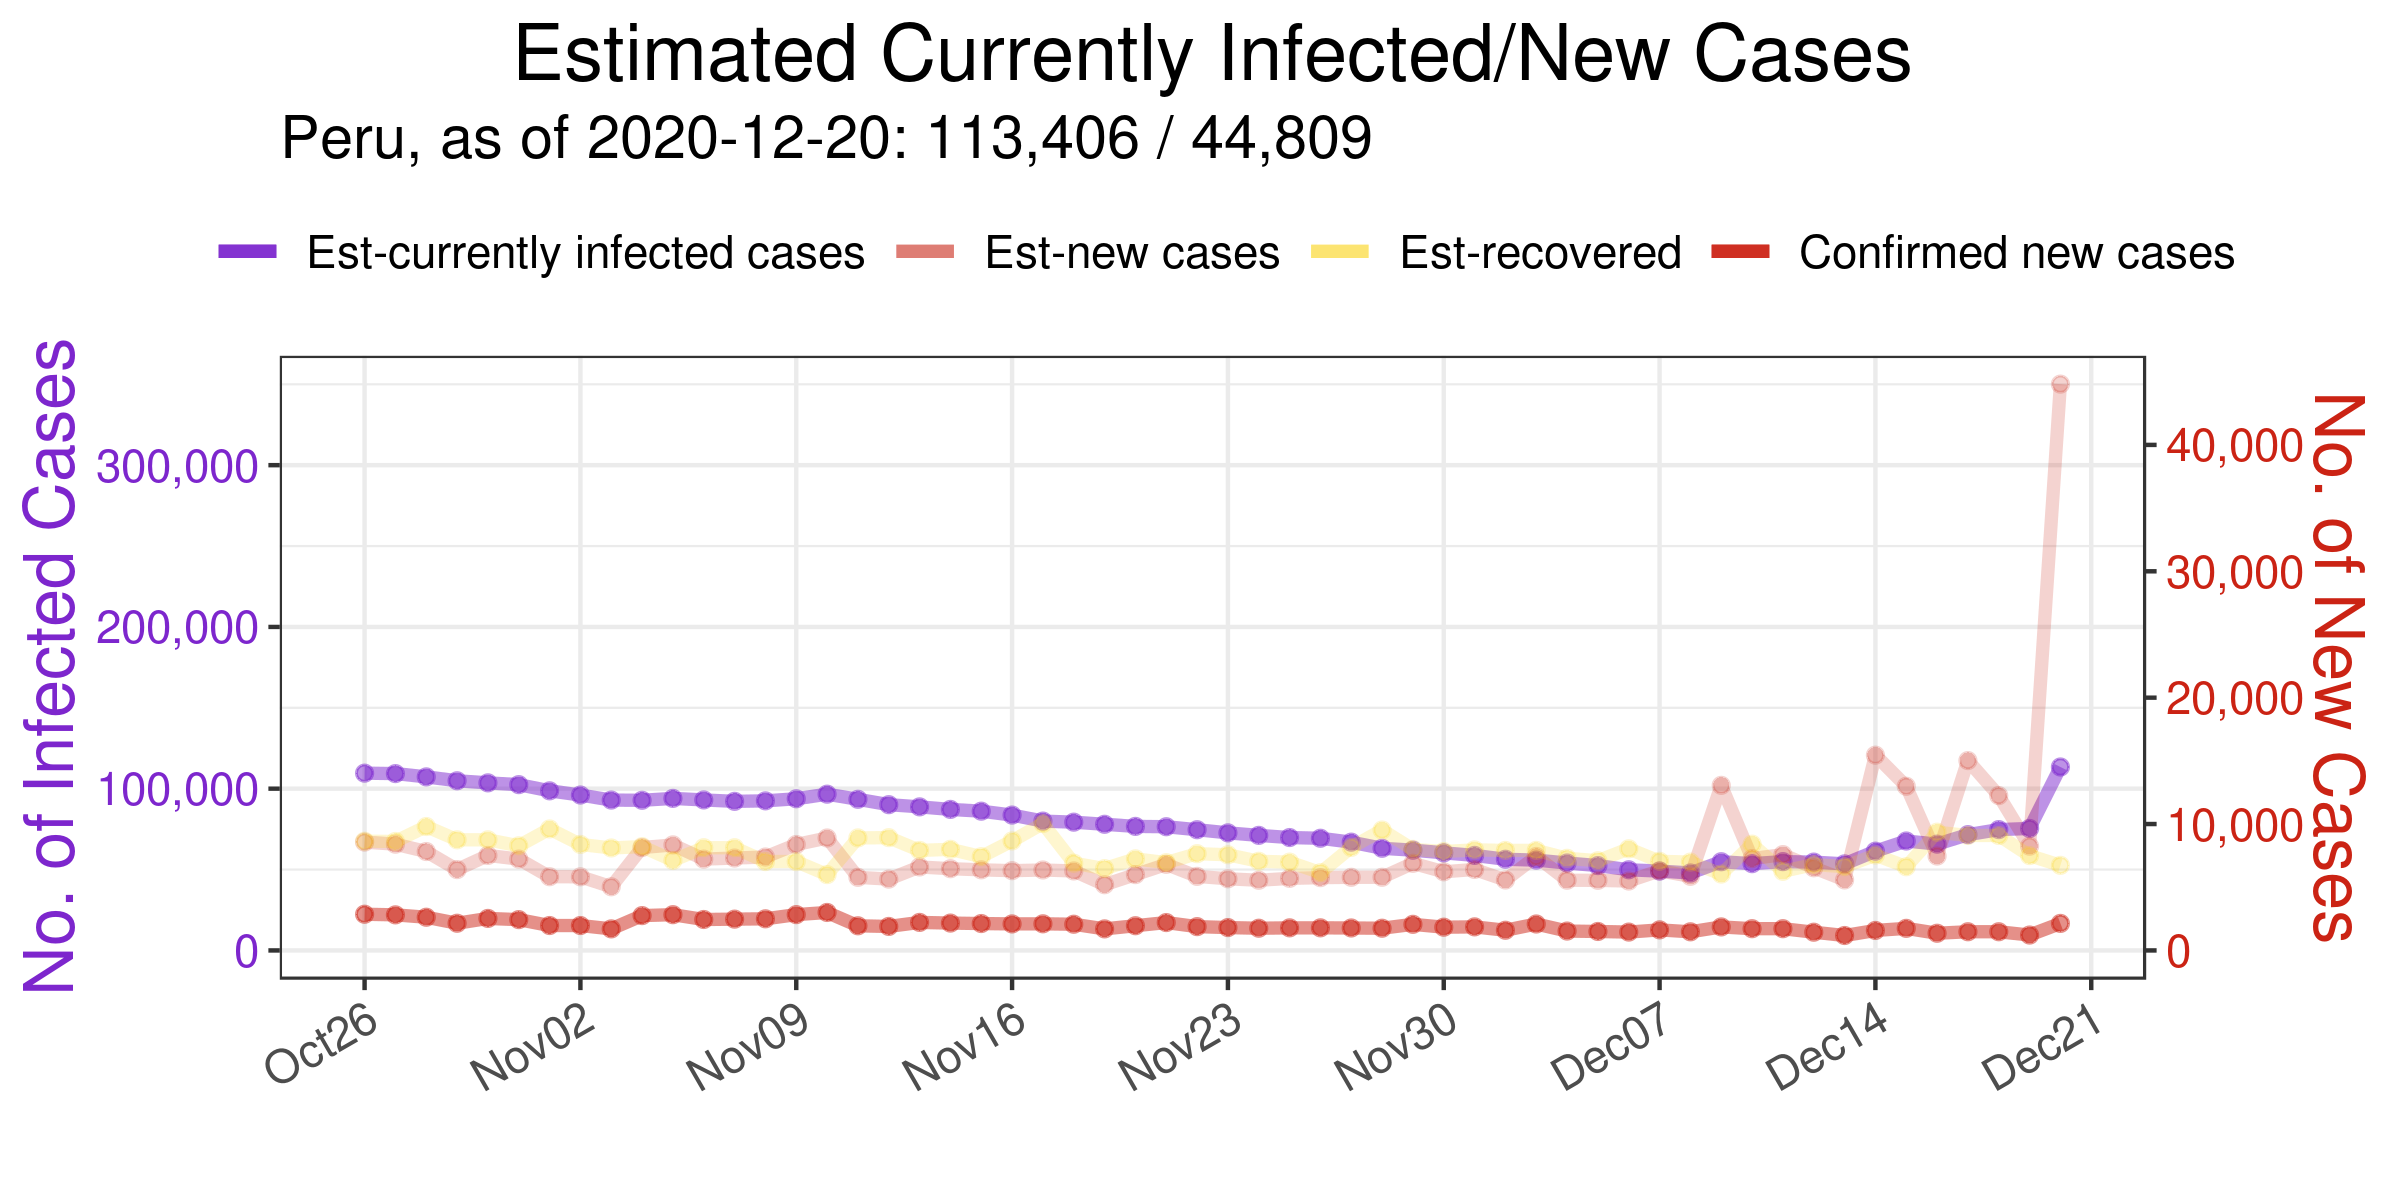 Estimated Currently Infected/New Cases
Peru, as of 2020-12-20: 113,406 / 44,809
Est-currently infected cases Est-new cases Est-recovered Confirmed new cases
No. of Infected Cases
300,000
200,000
100,000
0
40,000
30,000
20,000
10,000
0
No. of New Cases
Oct26 Nov02 Nov09 Nov16 Nov23 Nov30 Dec07 Dec14 Dec21